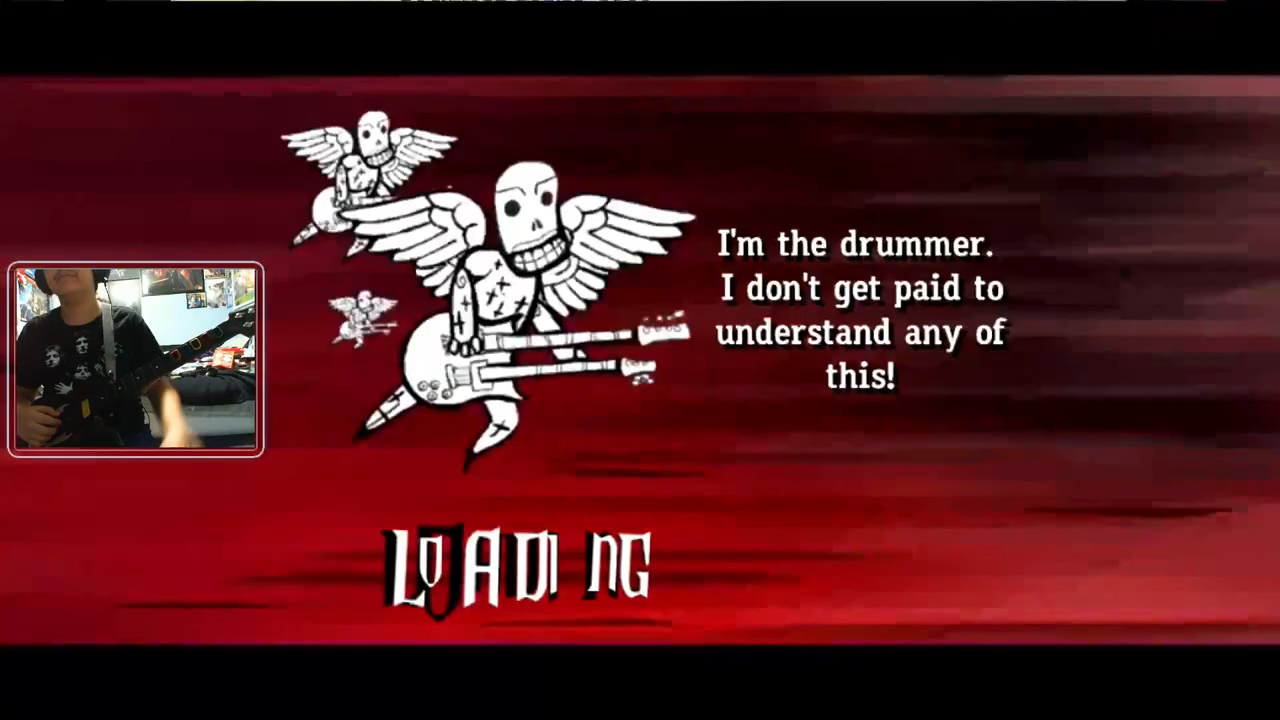 I'm the drummer.
I don't get paid to
understand any of
this!
LOADING